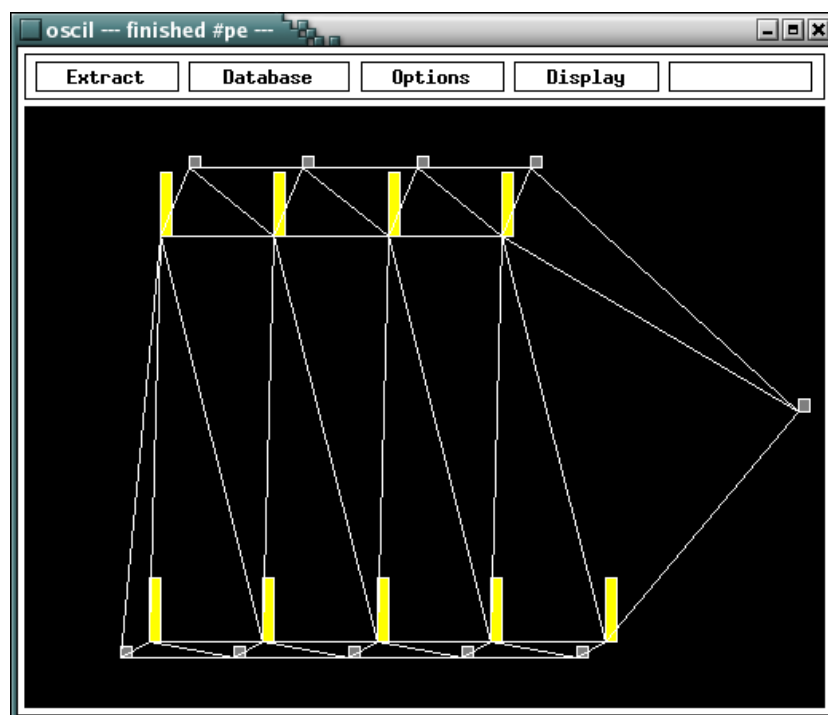 oscil --- finished #pe ---
Extract Database Options Display